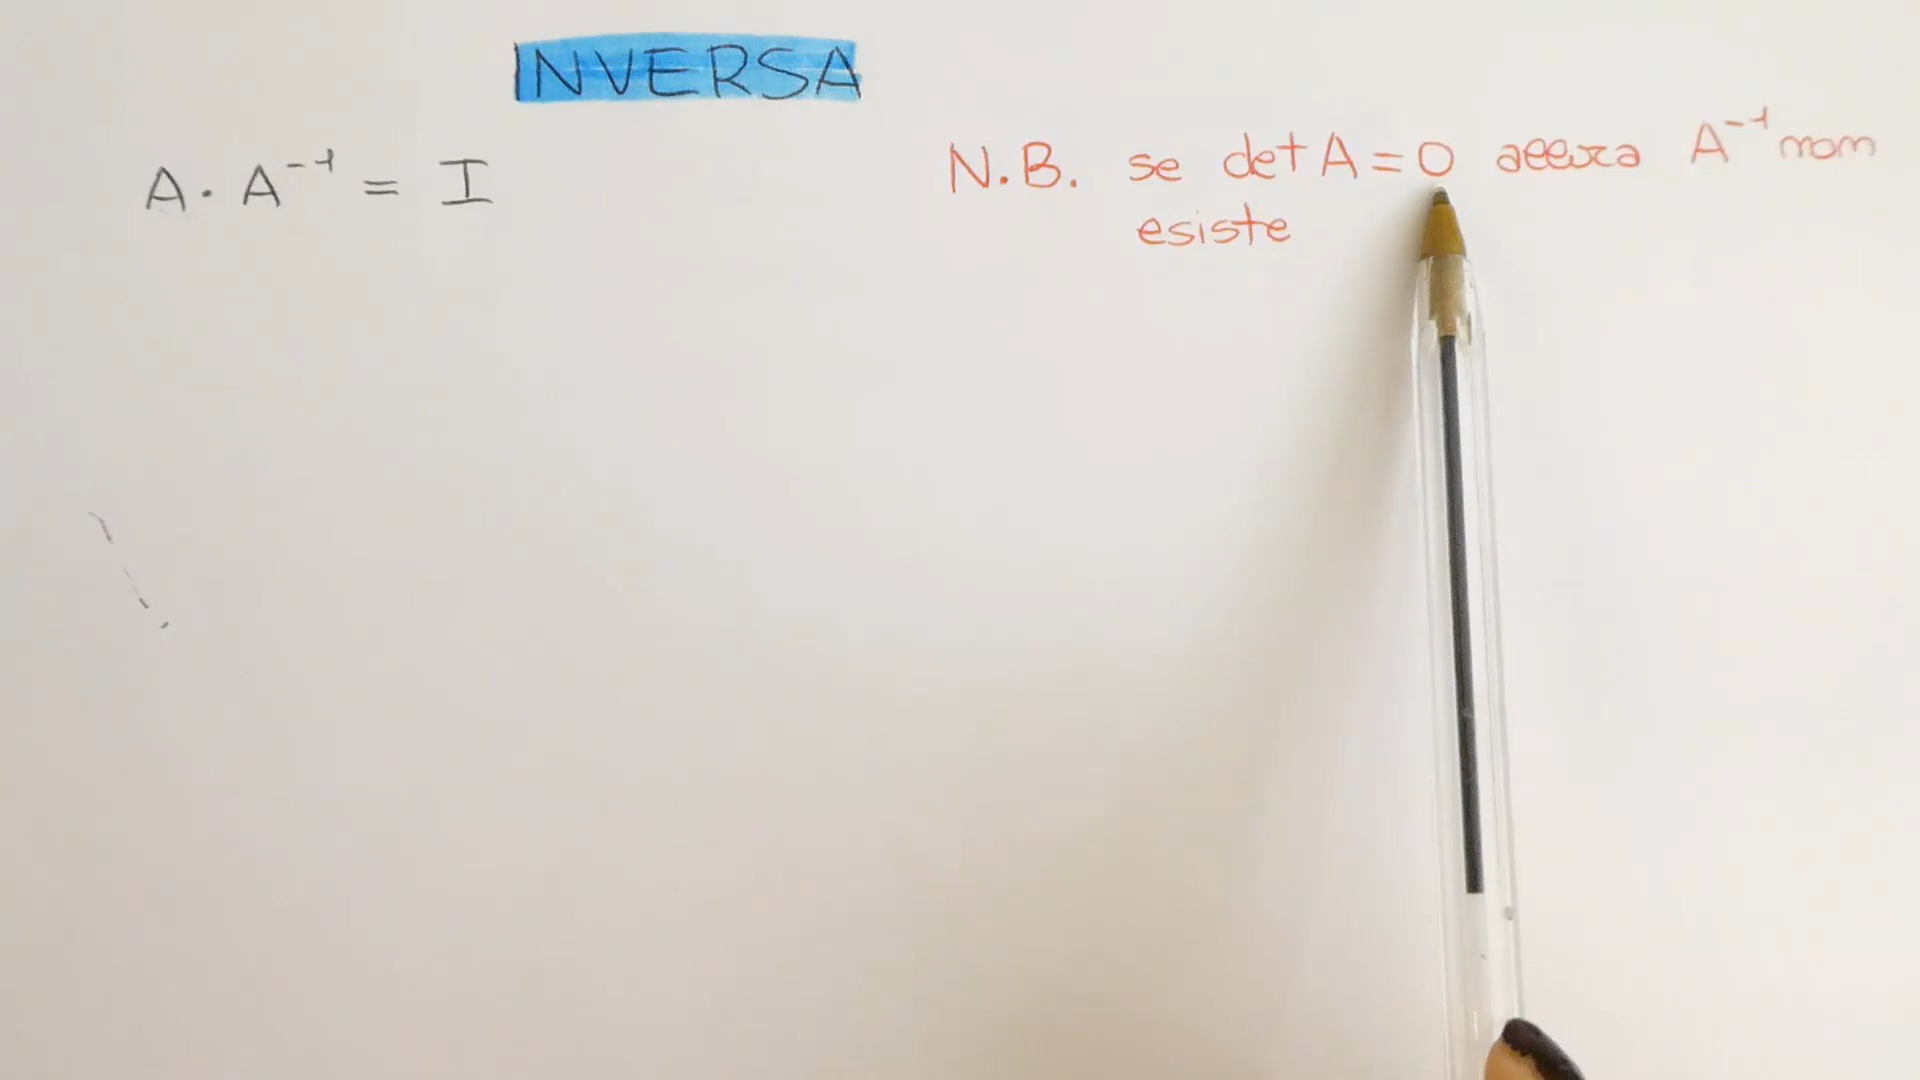 INVERSA
A · A⁻¹ = I
N.B. se det A = 0 allora A⁻¹ non
esiste